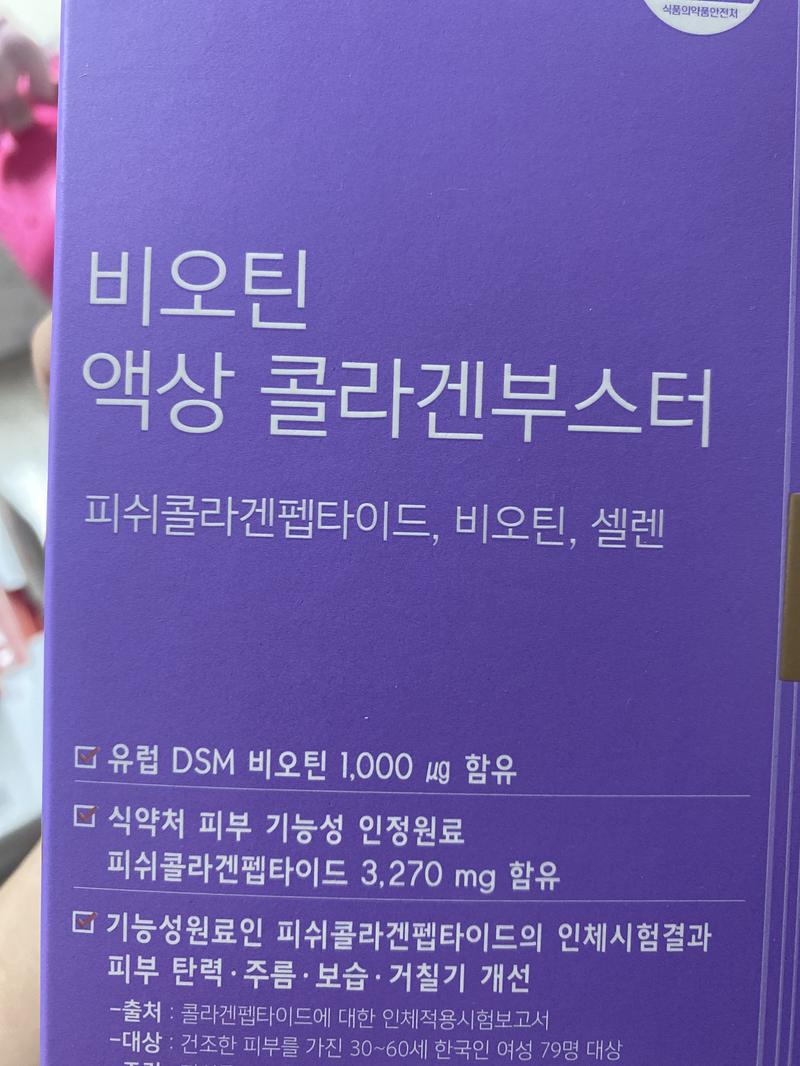 식품의약품안전처
비오틴
액상 콜라겐부스터
피쉬콜라겐펩타이드, 비오틴, 셀렌
유럽 DSM 비오틴 1,000 ㎍ 함유
식약처 피부 기능성 인정원료
피쉬콜라겐펩타이드 3,270 mg 함유
기능성원료인 피쉬콜라겐펩타이드의 인체시험결과
피부 탄력·주름·보습·거칠기 개선
-출처 : 콜라겐펩타이드에 대한 인체적용시험보고서
-대상 : 건조한 피부를 가진 30~60세 한국인 여성 79명 대상